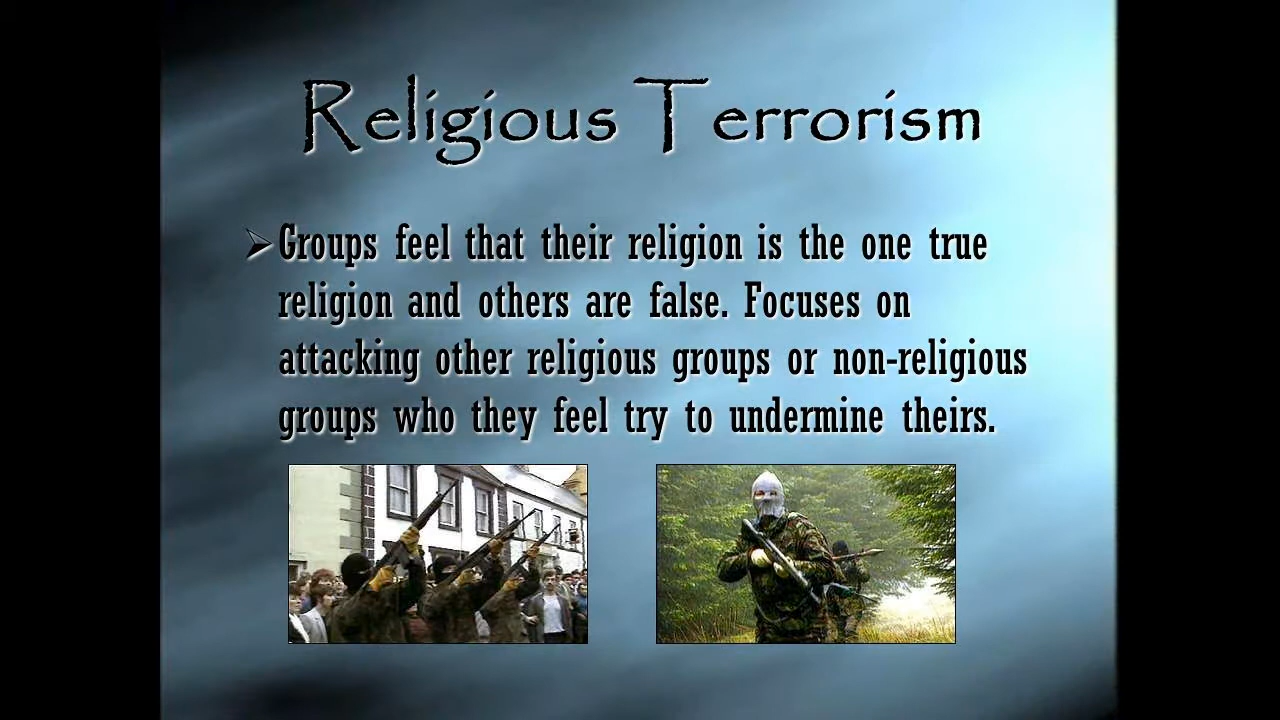 Religious Terrorism
Groups feel that their religion is the one true
religion and others are false. Focuses on
attacking other religious groups or non-religious
groups who they feel try to undermine theirs.